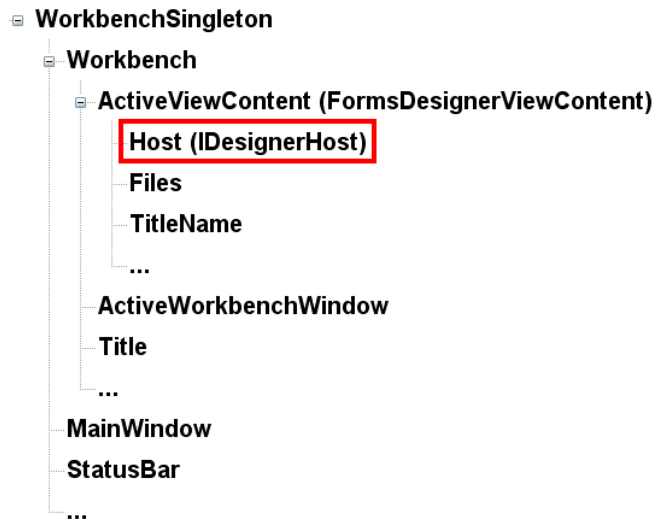 WorkbenchSingleton
Workbench
ActiveViewContent (FormsDesignerViewContent)
Host (IDesignerHost)
Files
TitleName
...
ActiveWorkbenchWindow
Title
...
MainWindow
StatusBar
...